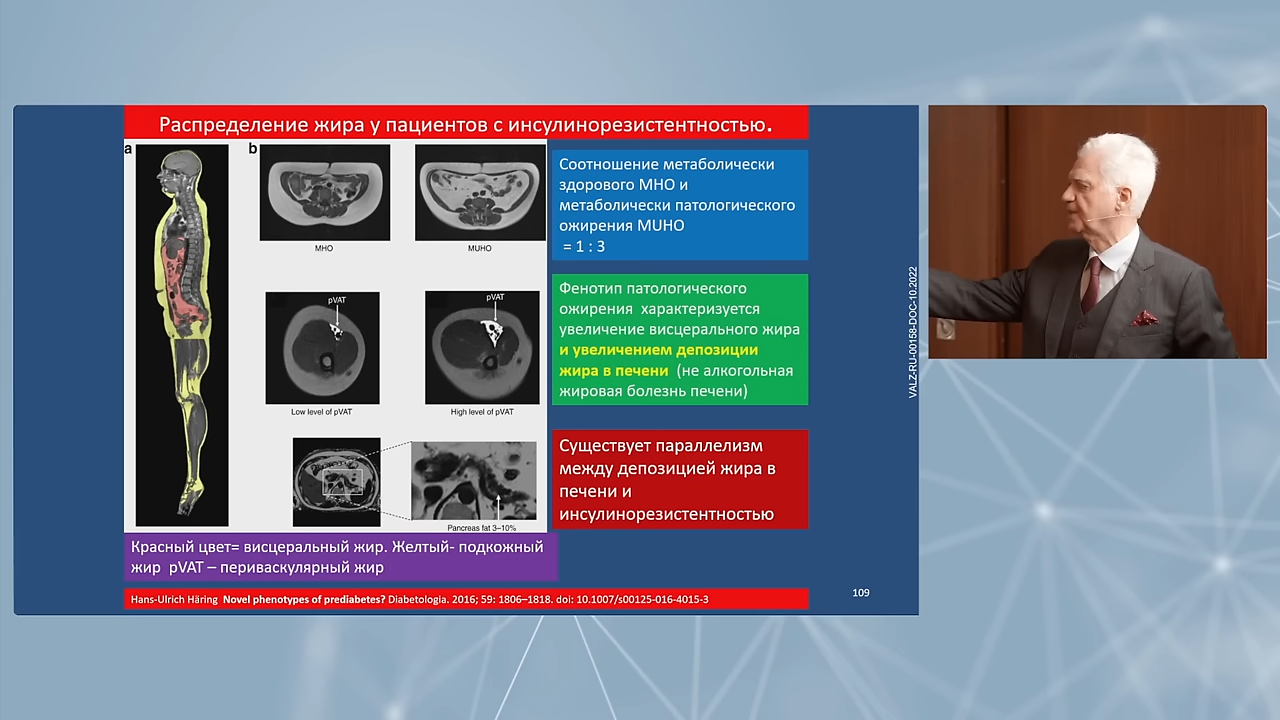 Распределение жира у пациентов с инсулинорезистентностью.
a
b
MHO
MUHO
pVAT
pVAT
Low level of pVAT
High level of pVAT
Pancreas fat 3–10%
Соотношение метаболически
здорового МНО и
метаболически патологического
ожирения MUHO
= 1 : 3
Фенотип патологического
ожирения характеризуется
увеличение висцерального жира
и увеличением депозиции
жира в печени (не алкогольная
жировая болезнь печени)
Существует параллелизм
между депозицией жира в
печени и
инсулинорезистентностью
Красный цвет= висцеральный жир. Желтый- подкожный
жир pVAT – периваскулярный жир
Hans-Ulrich Häring Novel phenotypes of prediabetes? Diabetologia. 2016; 59: 1806–1818. doi: 10.1007/s00125-016-4015-3
109
VALZ-RU-00158-DOC-10.2022